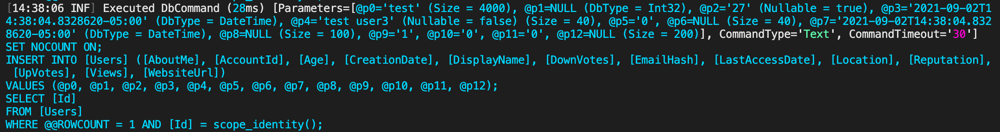 [14:38:06 INF] Executed DbCommand (28ms) [Parameters=[@p0='test' (Size = 4000), @p1=NULL (DbType = Int32), @p2='27' (Nullable = true), @p3='2021-09-02T1
4:38:04.8328620-05:00' (DbType = DateTime), @p4='test user3' (Nullable = false) (Size = 40), @p5='0', @p6=NULL (Size = 40), @p7='2021-09-02T14:38:04.832
8620-05:00' (DbType = DateTime), @p8=NULL (Size = 100), @p9='1', @p10='0', @p11='0', @p12=NULL (Size = 200)], CommandType='Text', CommandTimeout='30']
SET NOCOUNT ON;
INSERT INTO [Users] ([AboutMe], [AccountId], [Age], [CreationDate], [DisplayName], [DownVotes], [EmailHash], [LastAccessDate], [Location], [Reputation],
[UpVotes], [Views], [WebsiteUrl])
VALUES (@p0, @p1, @p2, @p3, @p4, @p5, @p6, @p7, @p8, @p9, @p10, @p11, @p12);
SELECT [Id]
FROM [Users]
WHERE @@ROWCOUNT = 1 AND [Id] = scope_identity();